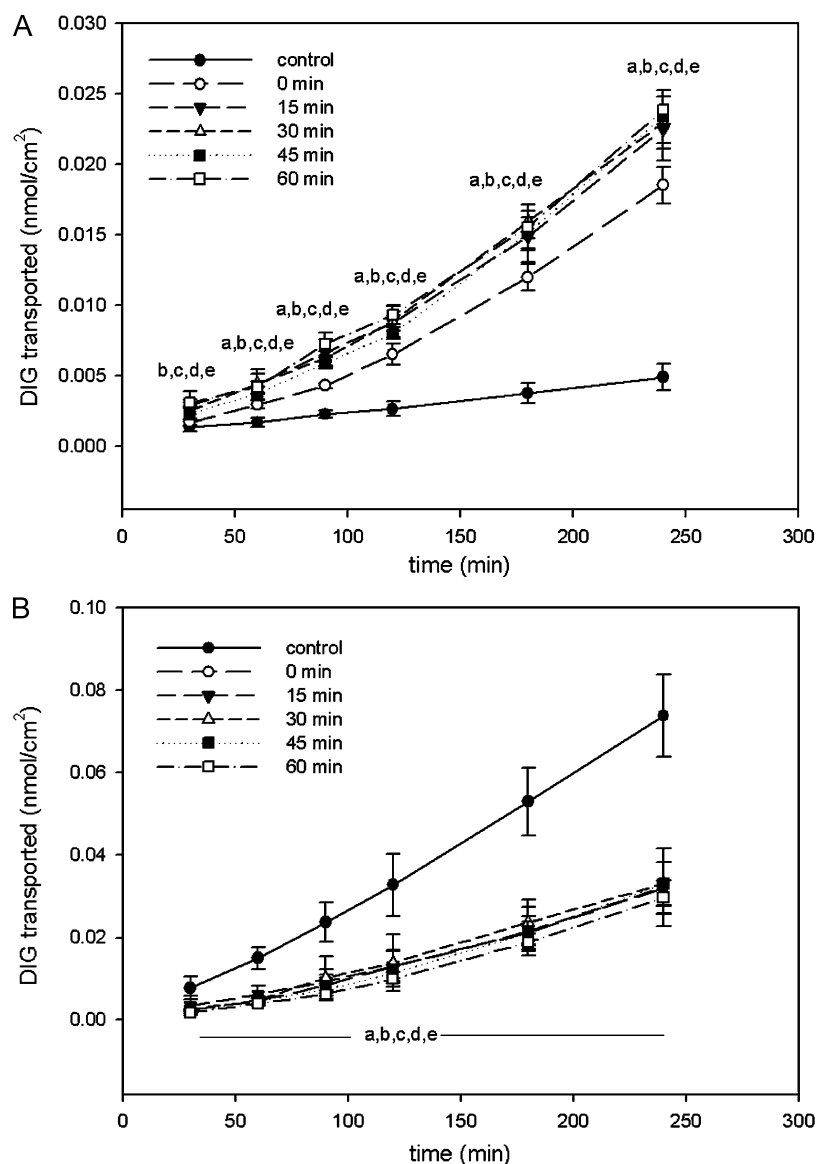 A
DIG transported (nmol/cm²)
0.030
0.025
0.020
0.015
0.010
0.005
0.000
control
0 min
15 min
30 min
45 min
60 min
b,c,d,e
a,b,c,d,e
a,b,c,d,e
a,b,c,d,e
a,b,c,d,e
a,b,c,d,e
0 50 100 150 200 250 300
time (min)
B
DIG transported (nmol/cm²)
0.10
0.08
0.06
0.04
0.02
0.00
control
0 min
15 min
30 min
45 min
60 min
a,b,c,d,e
0 50 100 150 200 250 300
time (min)